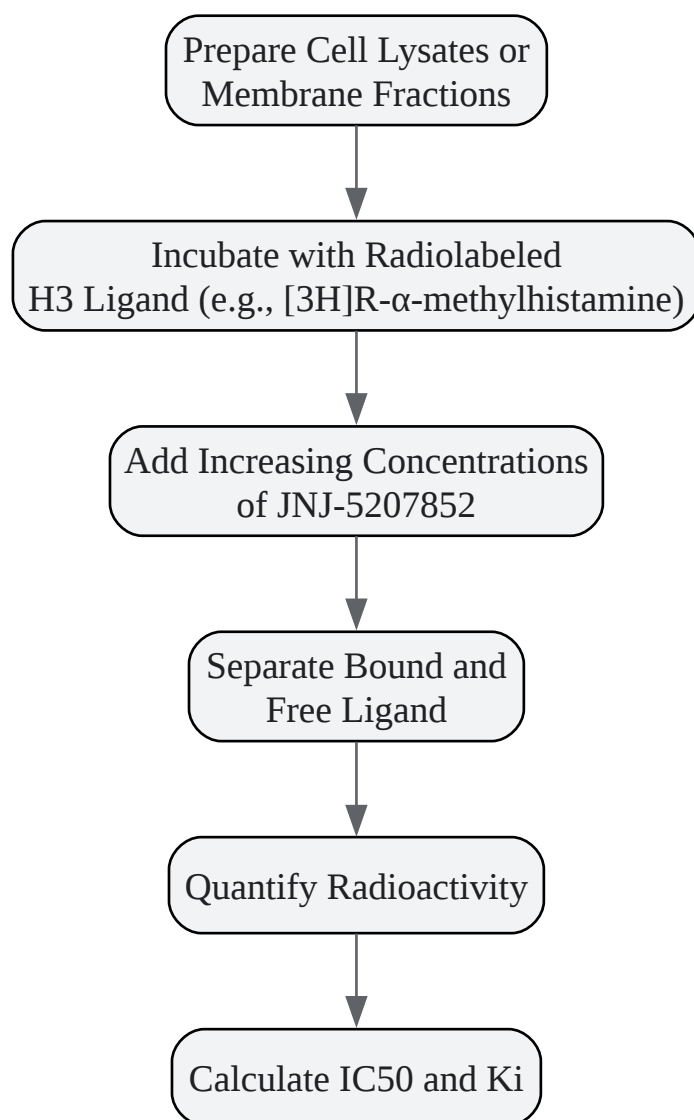 Prepare Cell Lysates or
Membrane Fractions
Incubate with Radiolabeled
H3 Ligand (e.g., [3H]R-α-methylhistamine)
Add Increasing Concentrations
of JNJ-5207852
Separate Bound and
Free Ligand
Quantify Radioactivity
Calculate IC50 and Ki